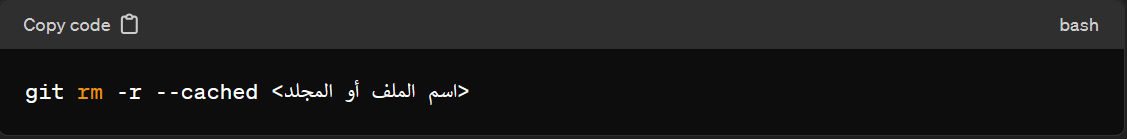 Copy code
bash
git rm -r --cached <اسم الملف أو المجلد>